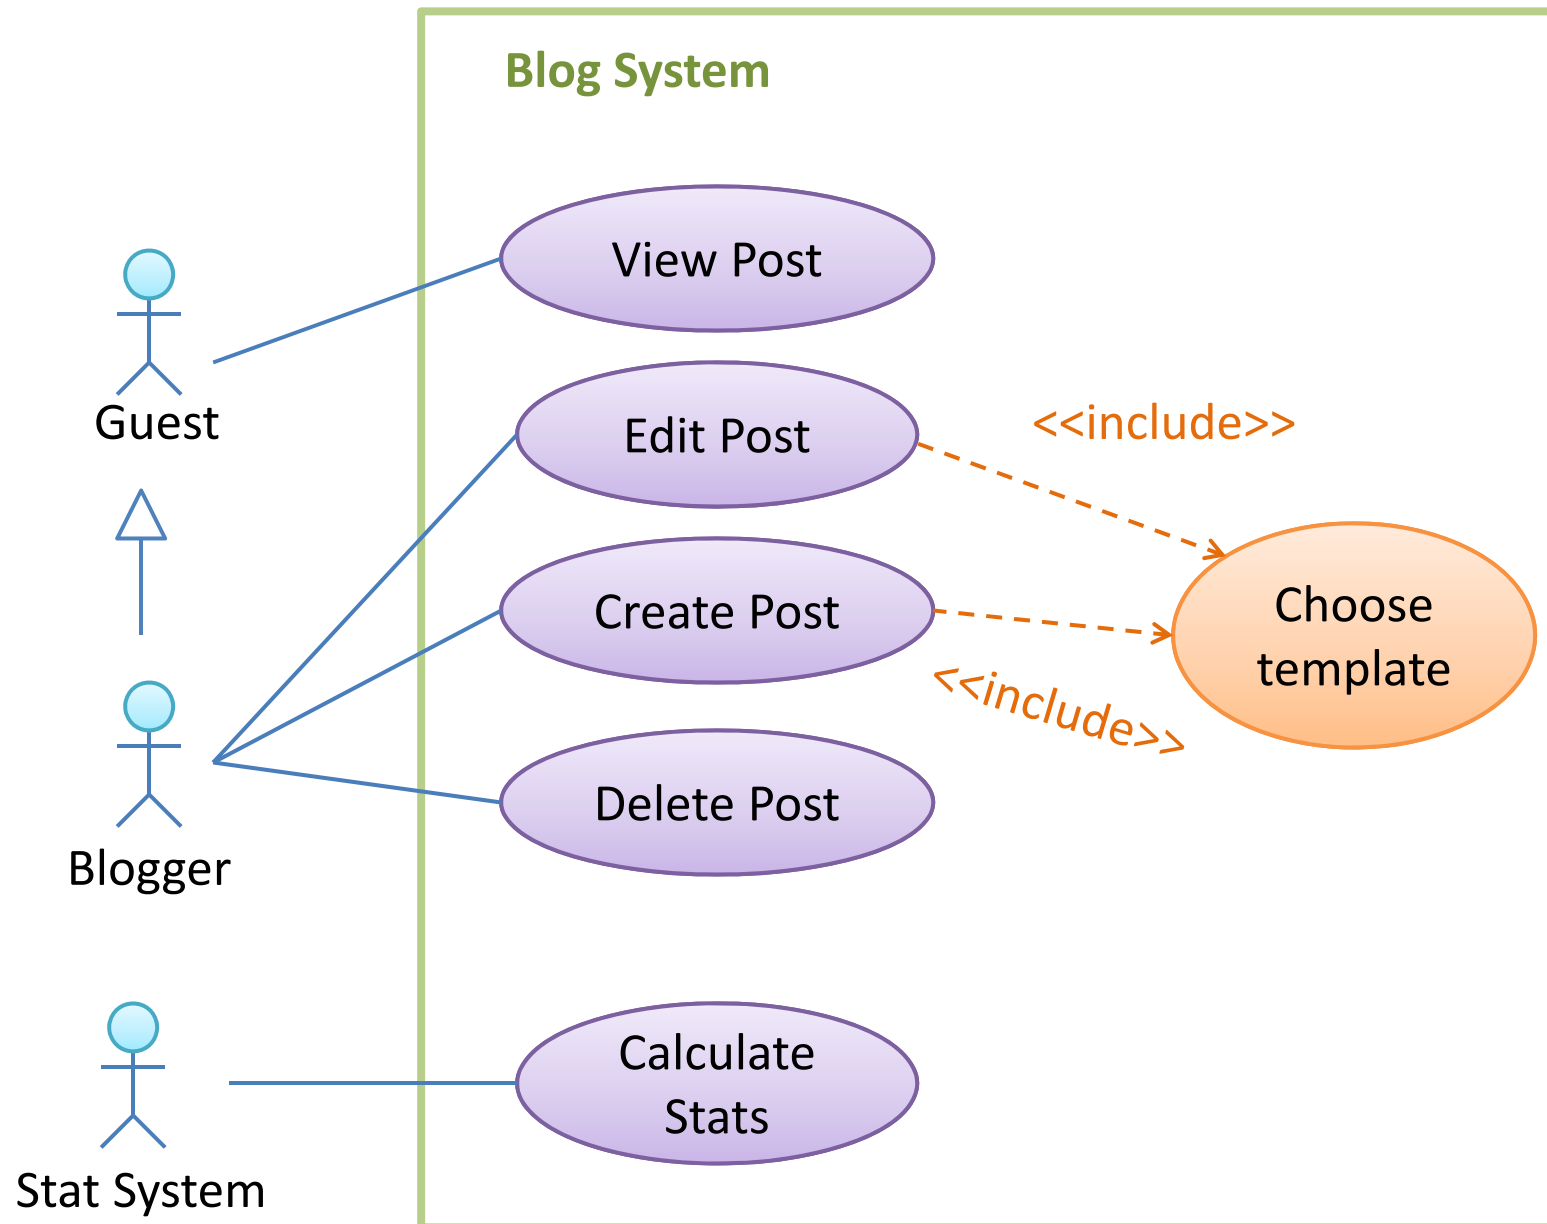 Blog System
View Post
Guest
Edit Post
<<include>>
Create Post
Choose
template
<<include>>
Blogger
Delete Post
Stat System
Calculate
Stats